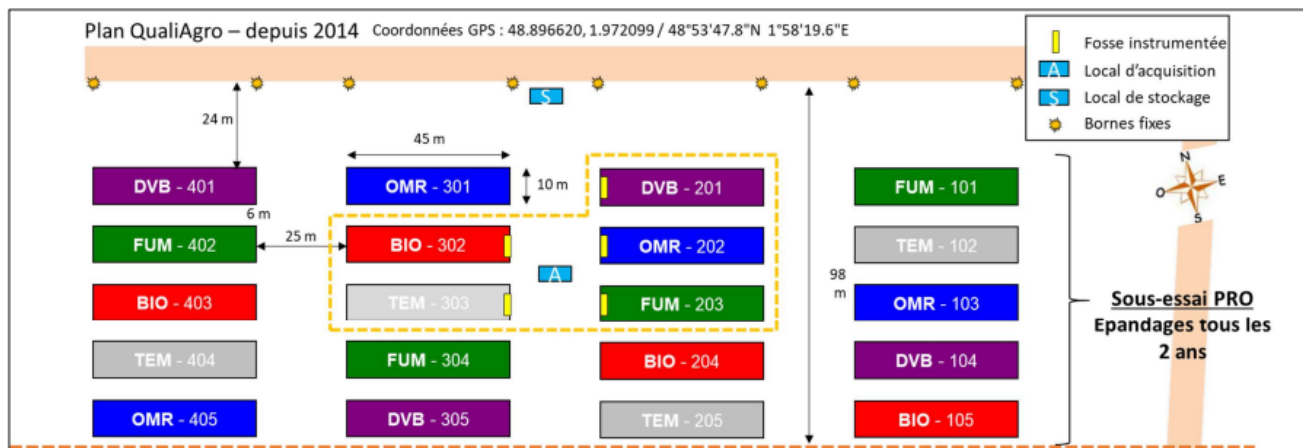 Plan QualiAgro – depuis 2014 Coordonnées GPS : 48.896620, 1.972099 / 48°53'47.8"N 1°58'19.6"E
Fosse instrumentée
A Local d'acquisition
S Local de stockage
Bornes fixes
S
24 m
45 m
10 m
DVB - 401
OMR - 301
DVB - 201
FUM - 101
N
O E
S
6 m
25 m
FUM - 402
BIO - 302
OMR - 202
TEM - 102
A
98 m
BIO - 403
TEM - 303
FUM - 203
OMR - 103
Sous-essai PRO
Epandages tous les
2 ans
TEM - 404
FUM - 304
BIO - 204
DVB - 104
OMR - 405
DVB - 305
TEM - 205
BIO - 105